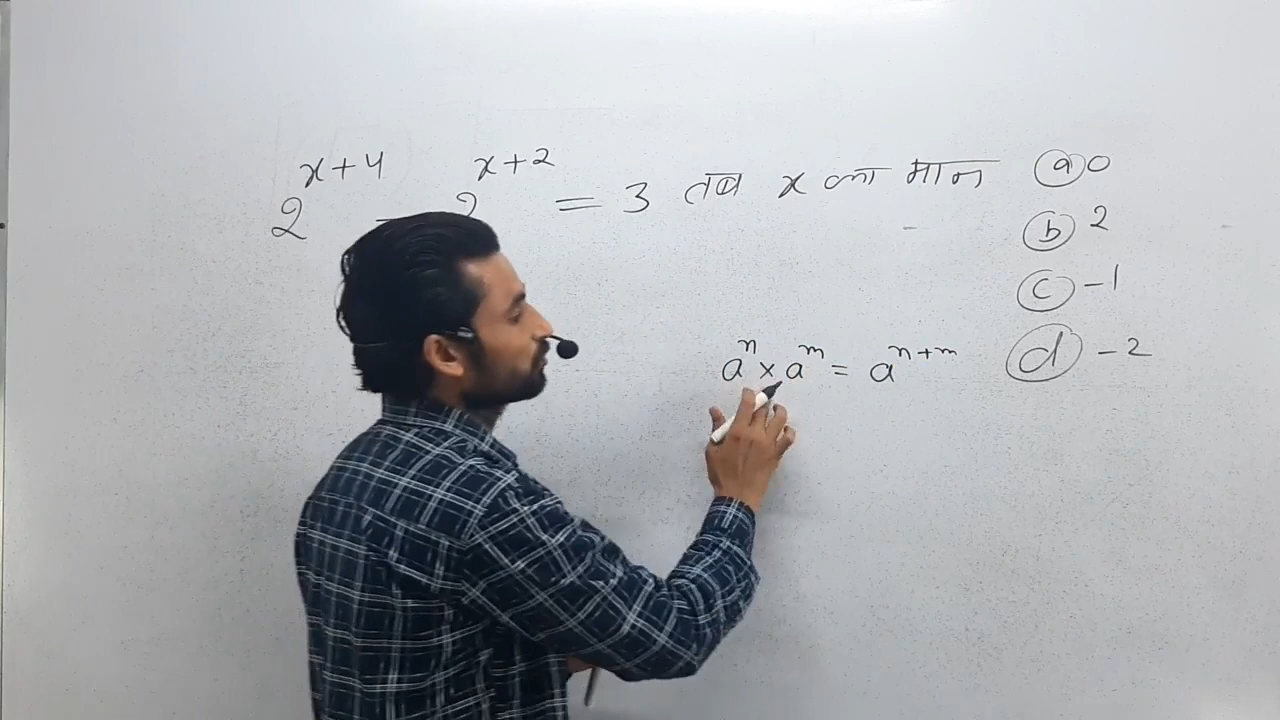 2^{x+4} - 2^{x+2} = 3 तब x का मान
(a) 0
(b) 2
(c) -1
(d) -2
a^n × a^m = a^{n+m}